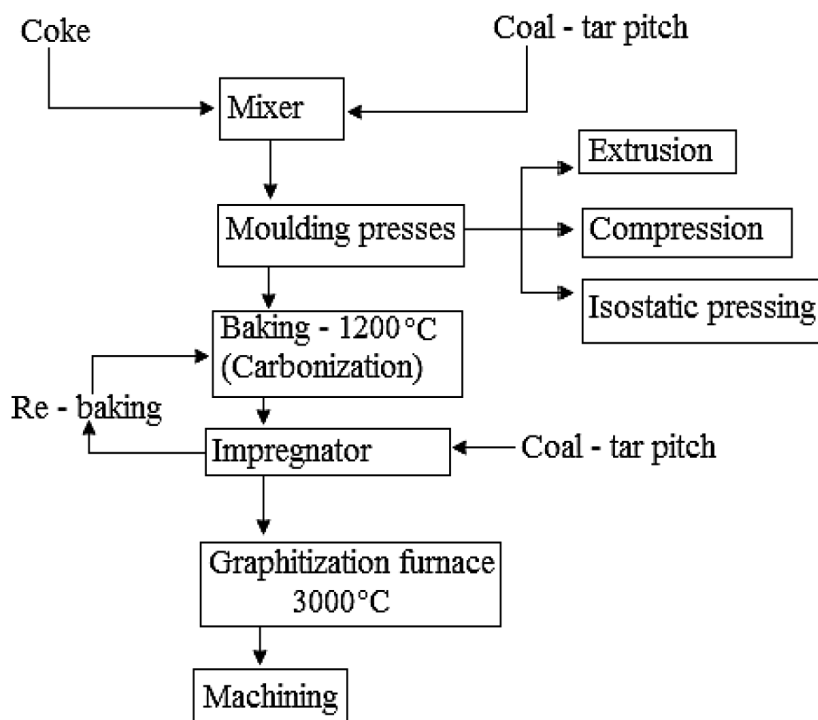 Coke
Coal - tar pitch
Mixer
Extrusion
Moulding presses
Compression
Isostatic pressing
Baking - 1200°C
(Carbonization)
Re - baking
Impregnator
Coal - tar pitch
Graphitization furnace
3000°C
Machining